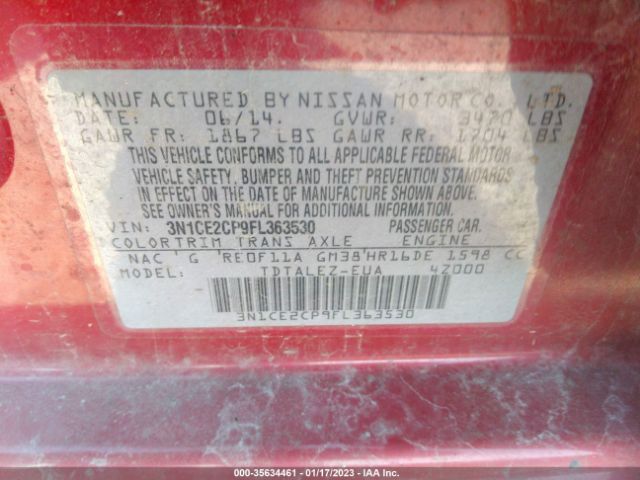 MANUFACTURED BY NISSAN MOTOR CO., LTD.
DATE: 06/14. GVWR: 3470 LBS
GAWR FR: 1867 LBS GAWR RR: 1704 LBS
THIS VEHICLE CONFORMS TO ALL APPLICABLE FEDERAL MOTOR
VEHICLE SAFETY, BUMPER AND THEFT PREVENTION STANDARDS
IN EFFECT ON THE DATE OF MANUFACTURE SHOWN ABOVE.
SEE OWNER'S MANUAL FOR ADDITIONAL INFORMATION
VIN: 3N1CE2CP9FL363530 PASSENGER CAR.
COLOR TRIM TRANS AXLE ENGINE
NAC ' G 'RE0F11A GM38'HR16DE 1598 CC
MODEL: TDTALEZ-EUA 4Z000
3N1CE2CP9FL363530
000-35634461 - 01/17/2023 - IAA Inc.